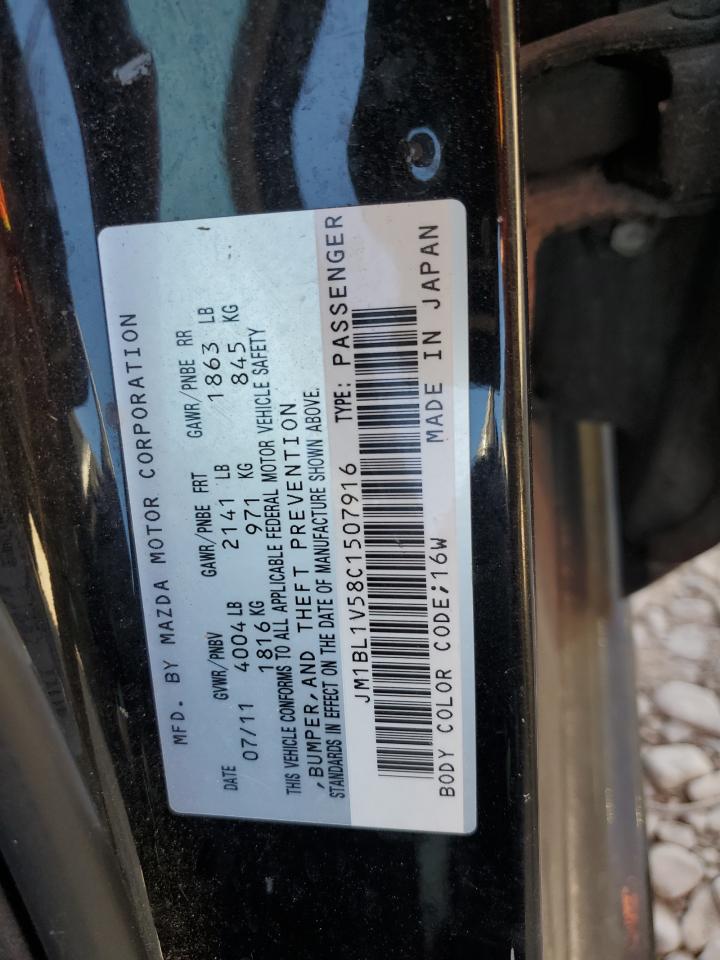 MFD. BY MAZDA MOTOR CORPORATION
DATE GVWR/PNBV GAWR/PNBE FRT GAWR/PNBE RR
07/11 4004 LB 2141 LB 1863 LB
1816 KG 971 KG 845 KG
THIS VEHICLE CONFORMS TO ALL APPLICABLE FEDERAL MOTOR VEHICLE SAFETY
,BUMPER,AND THEFT PREVENTION
STANDARDS IN EFFECT ON THE DATE OF MANUFACTURE SHOWN ABOVE.
JM1BL1V58C1507916 TYPE: PASSENGER
BODY COLOR CODE;16W MADE IN JAPAN